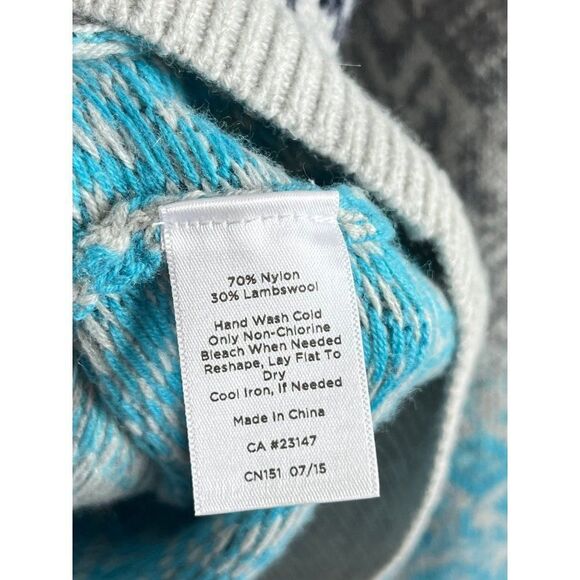 70% Nylon
30% Lambswool
Hand Wash Cold
Only Non-Chlorine
Bleach When Needed
Reshape, Lay Flat To
Dry
Cool Iron, If Needed
Made In China
CA #23147
CN151 07/15